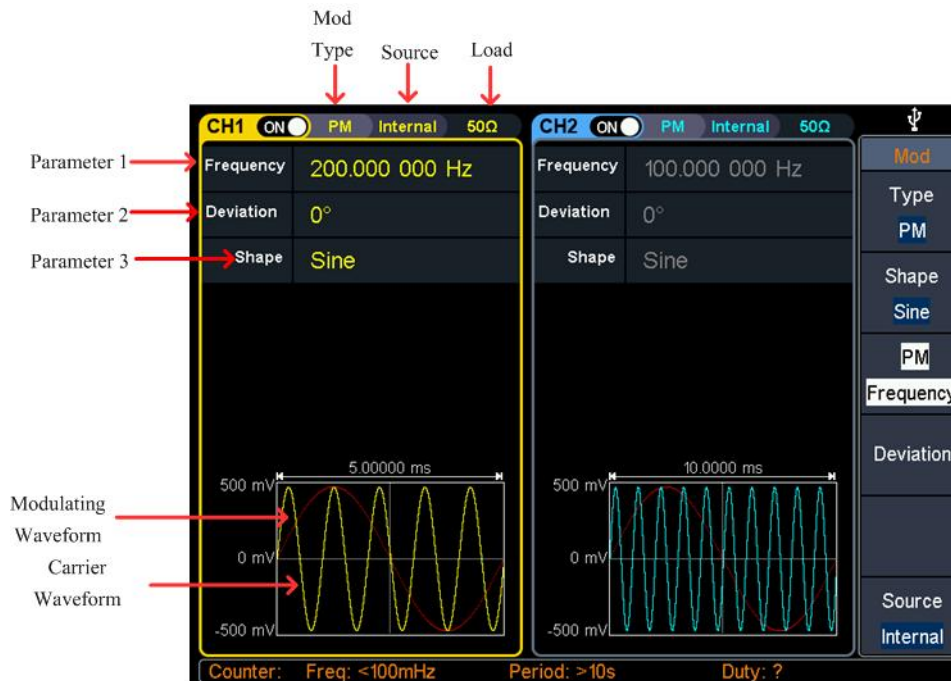 Mod
Type
Source
Load
CH1 ON PM Internal 50Ω
CH2 ON PM Internal 50Ω
Parameter 1
Frequency 200.000 000 Hz
Frequency 100.000 000 Hz
Parameter 2
Deviation 0°
Deviation 0°
Parameter 3
Shape Sine
Shape Sine
Mod
Type
PM
Shape
Sine
PM
Frequency
Deviation
Source
Internal
5.00000 ms
500 mV
0 mV
-500 mV
10.0000 ms
500 mV
0 mV
-500 mV
Modulating
Waveform
Carrier
Waveform
Counter: Freq: <100mHz Period: >10s Duty: ?